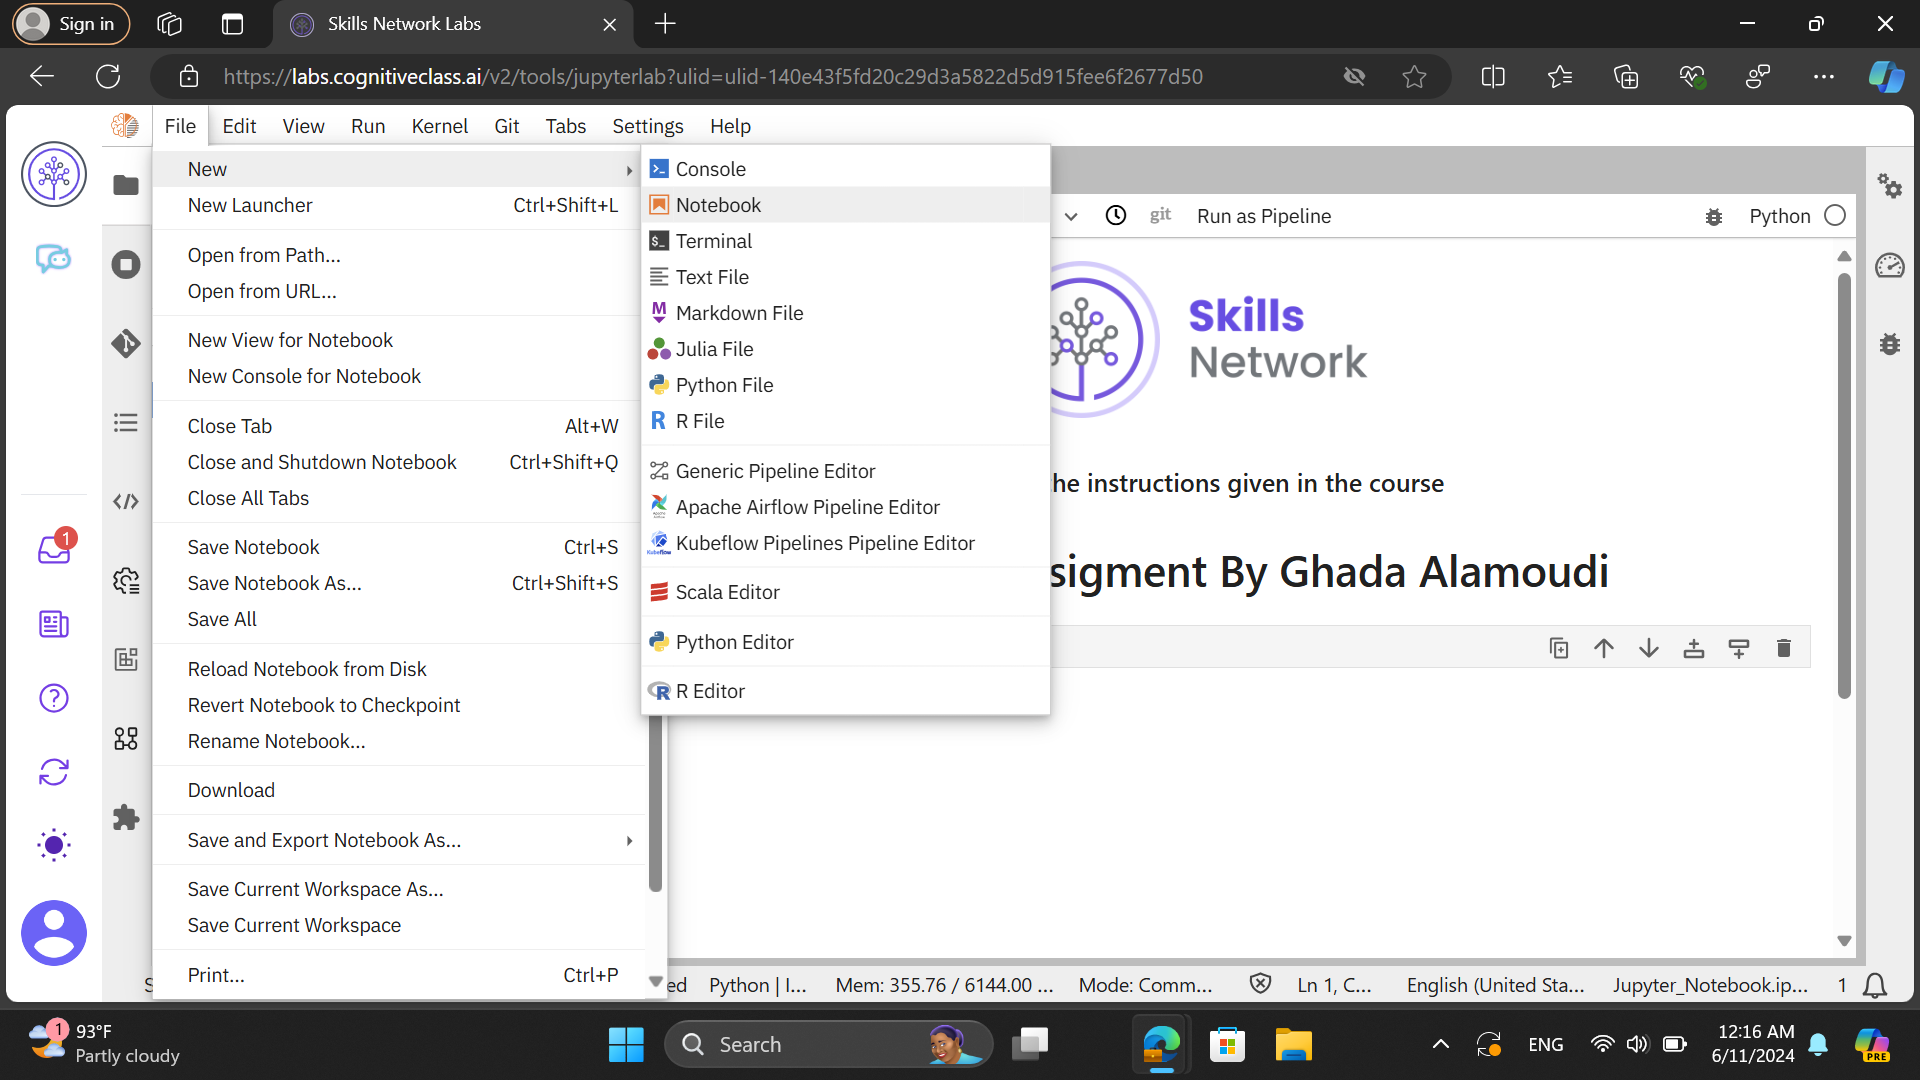 Sign in
Skills Network Labs
https://labs.cognitiveclass.ai/v2/tools/jupyterlab?ulid=ulid-140e43f5fd20c29d3a5822d5d915fee6f2677d50
File Edit View Run Kernel Git Tabs Settings Help
New
New Launcher Ctrl+Shift+L
Open from Path...
Open from URL...
New View for Notebook
New Console for Notebook
Close Tab Alt+W
Close and Shutdown Notebook Ctrl+Shift+Q
Close All Tabs
Save Notebook Ctrl+S
Save Notebook As... Ctrl+Shift+S
Save All
Reload Notebook from Disk
Revert Notebook to Checkpoint
Rename Notebook...
Download
Save and Export Notebook As...
Save Current Workspace As...
Save Current Workspace
Print... Ctrl+P
Console
Notebook
Terminal
Text File
Markdown File
Julia File
Python File
R File
Generic Pipeline Editor
Apache Airflow Pipeline Editor
Kubeflow Pipelines Pipeline Editor
Scala Editor
Python Editor
R Editor
git Run as Pipeline Python
Skills
Network
he instructions given in the course
sigment By Ghada Alamoudi
1
ed Python | I... Mem: 355.76 / 6144.00 ... Mode: Comm... Ln 1, C... English (United Sta... Jupyter_Notebook.ip... 1
1
93°F
Partly cloudy
Search
ENG
12:16 AM
6/11/2024
PRE